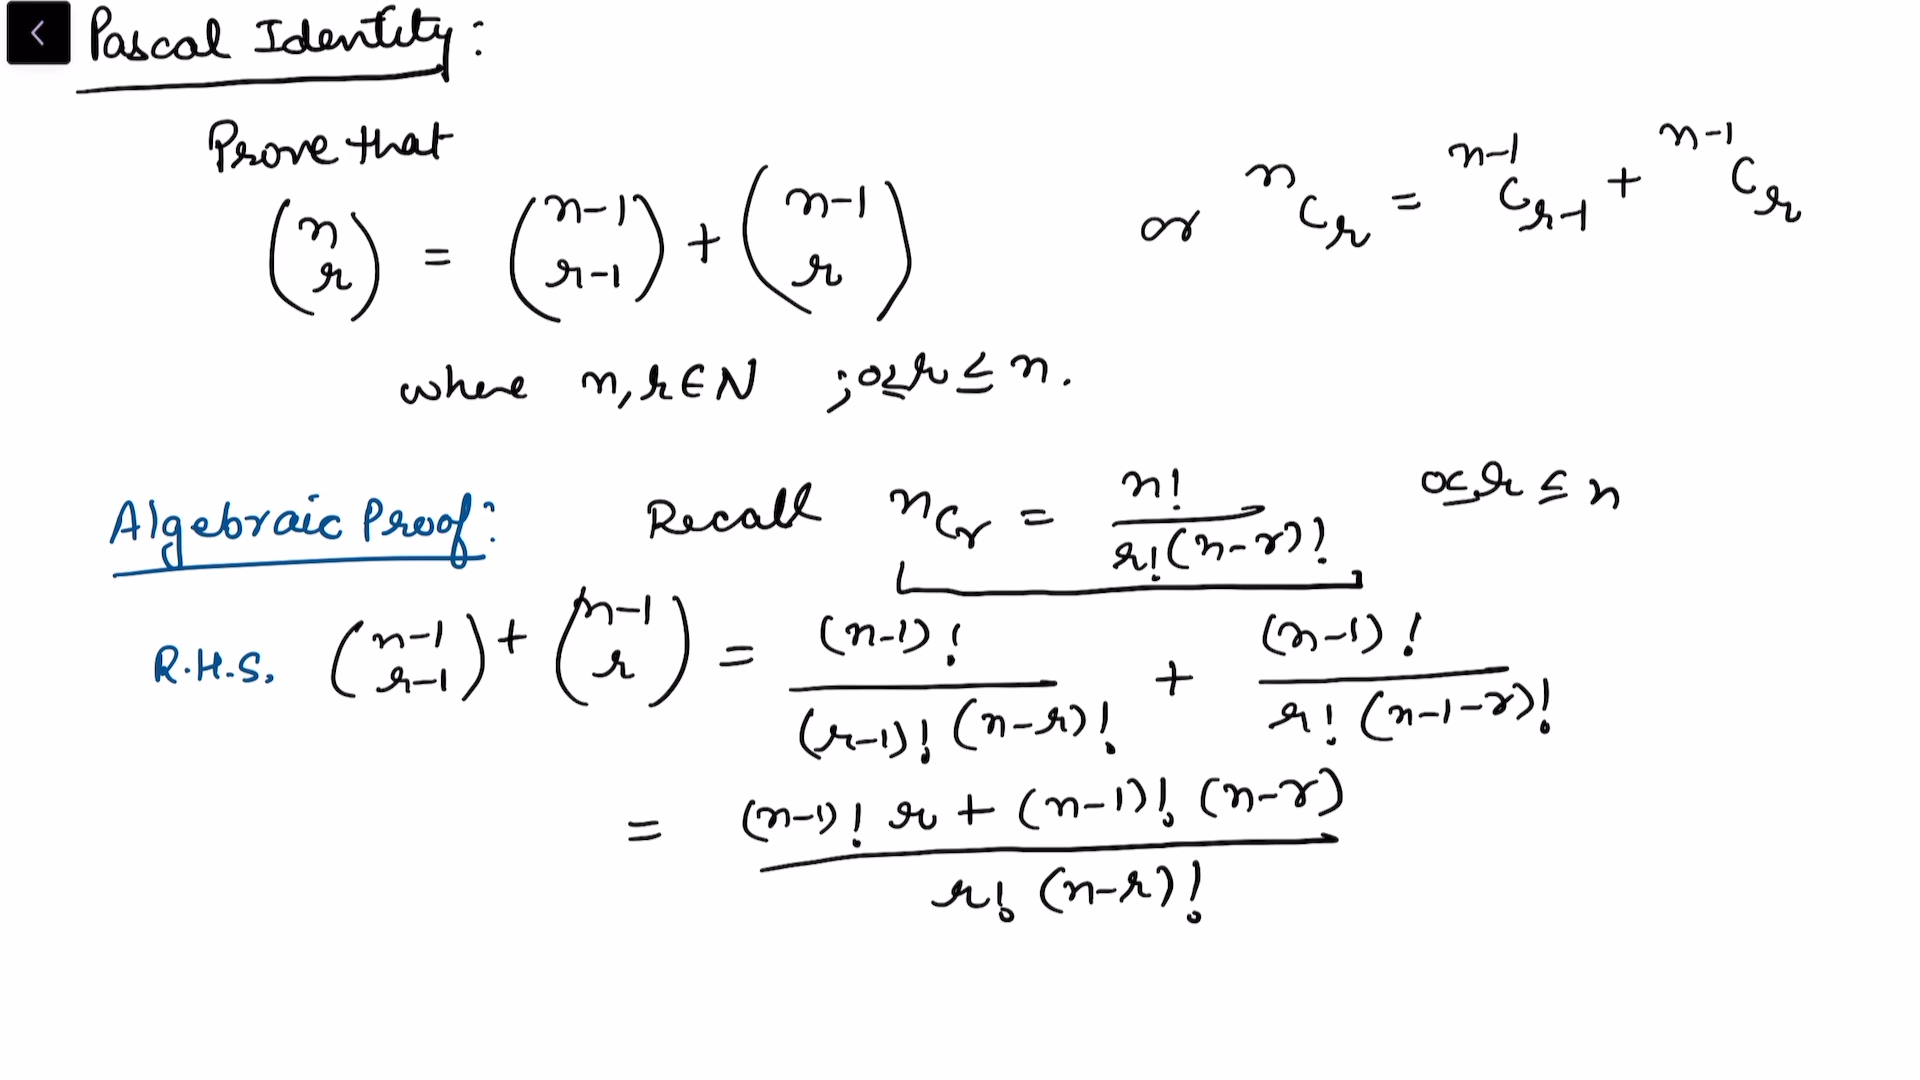 Pascal Identity:
Prove that
(n r) = (n-1 r-1) + (n-1 r) or ⁿCᵣ = ⁿ⁻¹Cᵣ₋₁ + ⁿ⁻¹Cᵣ
where n, r ∈ N ; 0 ≤ r ≤ n.
Algebraic Proof: Recall ⁿCᵣ = n! / r! (n-r)! 0 ≤ r ≤ n
R.H.S. (n-1 r-1) + (n-1 r) = (n-1)! / (r-1)! (n-r)! + (n-1)! / r! (n-1-r)!
= (n-1)! r + (n-1)! (n-r) / r! (n-r)!